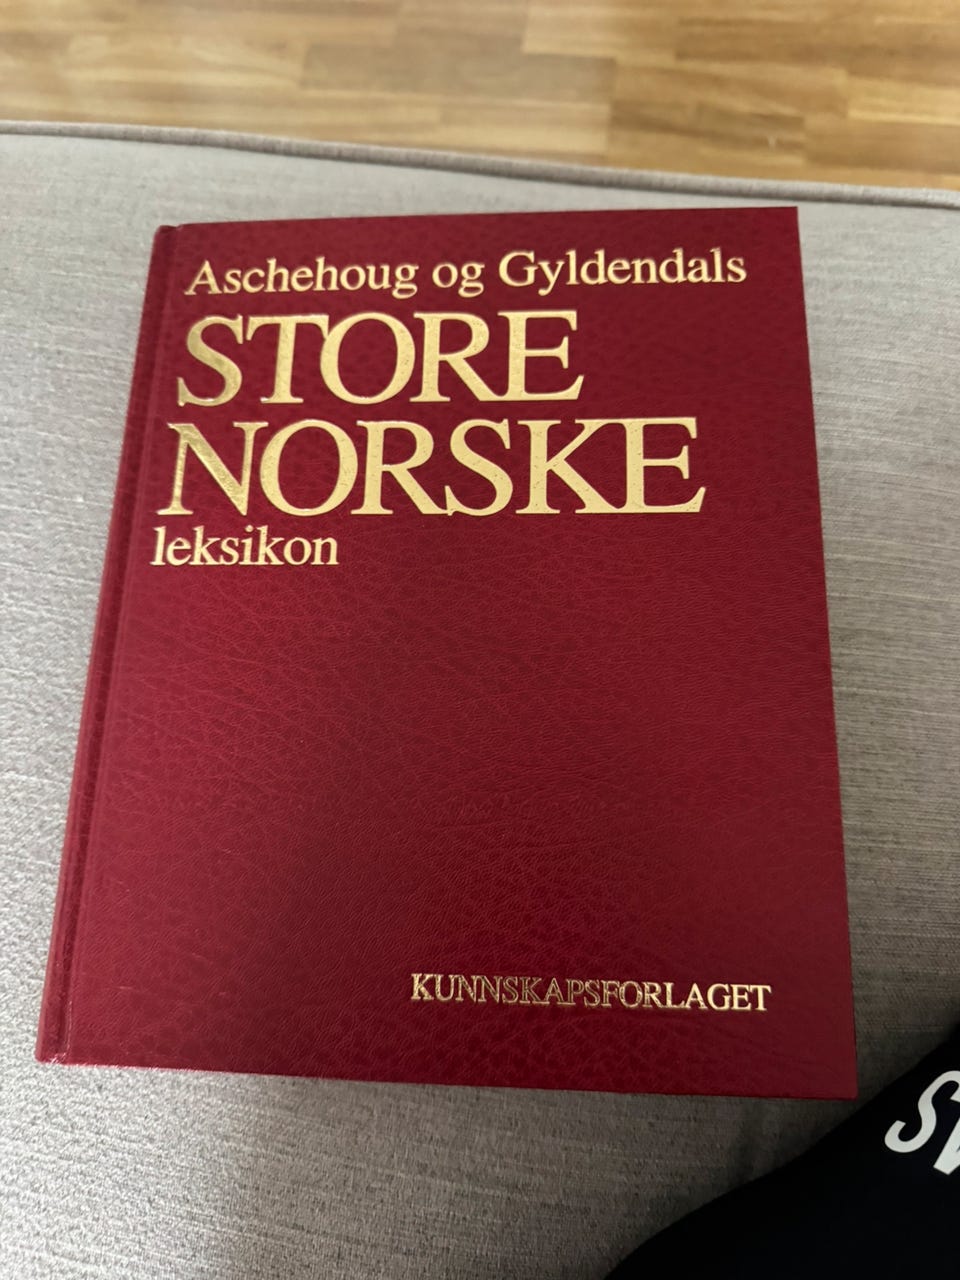 Aschehoug og Gyldendals
STORE
NORSKE
leksikon
KUNNSKAPSFORLAGET